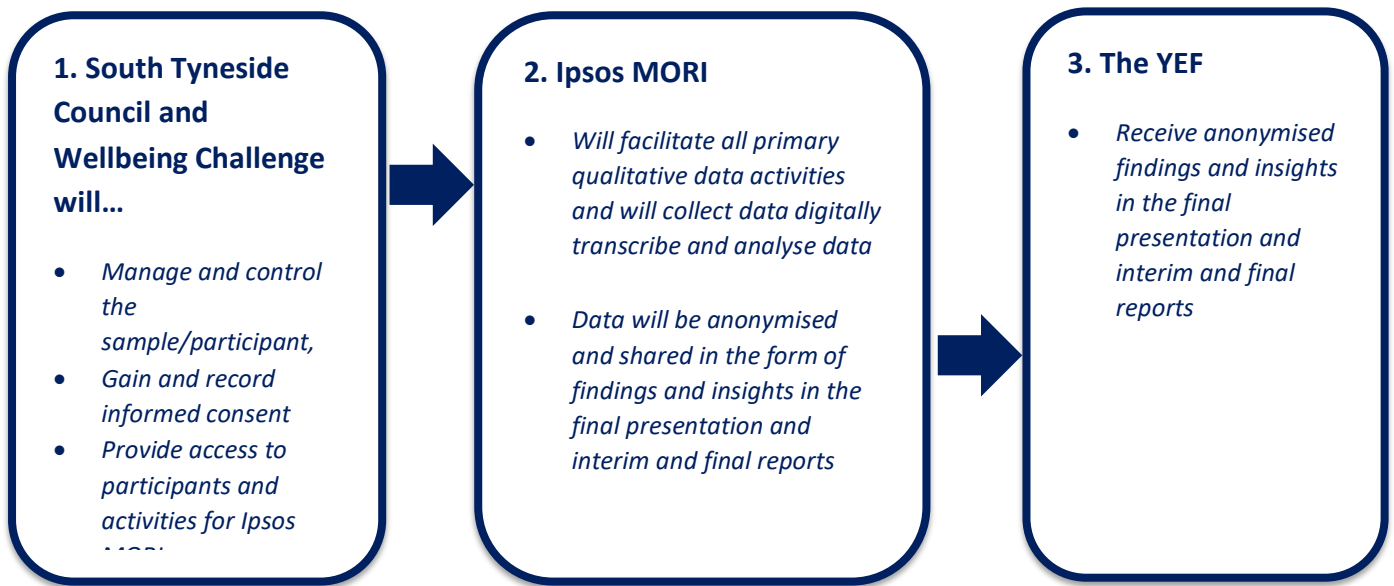 1. South Tyneside
Council and
Wellbeing Challenge
will…
• Manage and control
the
sample/participant,
• Gain and record
informed consent
• Provide access to
participants and
activities for Ipsos
2. Ipsos MORI
• Will facilitate all primary
qualitative data activities
and will collect data digitally
transcribe and analyse data
• Data will be anonymised
and shared in the form of
findings and insights in the
final presentation and
interim and final reports
3. The YEF
• Receive anonymised
findings and insights
in the final
presentation and
interim and final
reports